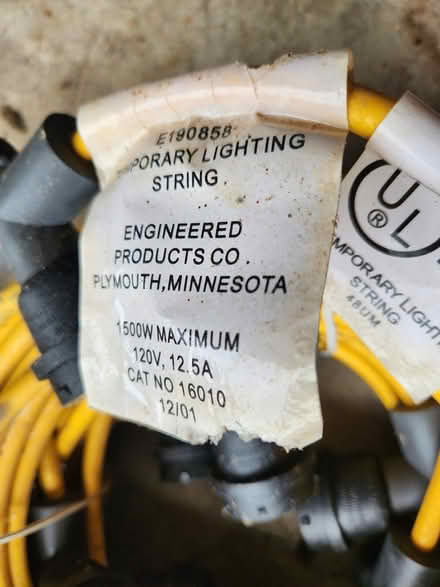 E190858
MPORARY LIGHTING
STRING
ENGINEERED
PRODUCTS CO.
PLYMOUTH, MINNESOTA
1500W MAXIMUM
120V, 12.5A
CAT NO 16010
12/01
UL
®
MPORARY LIGHT
STRING
48UM